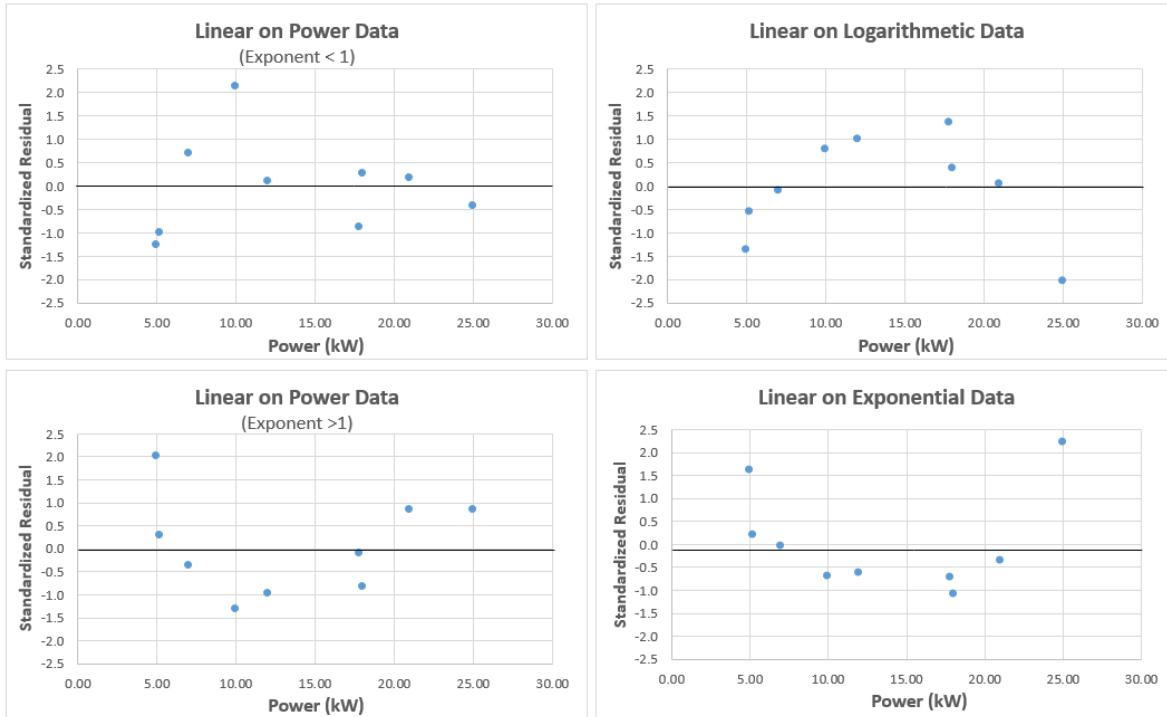 Linear on Power Data
(Exponent < 1)
2.5
2.0
1.5
1.0
0.5
0.0
-0.5
-1.0
-1.5
-2.0
-2.5
Standardized Residual
0.00 5.00 10.00 15.00 20.00 25.00 30.00
Power (kW)
Linear on Logarithmetic Data
2.5
2.0
1.5
1.0
0.5
0.0
-0.5
-1.0
-1.5
-2.0
-2.5
Standardized Residual
0.00 5.00 10.00 15.00 20.00 25.00 30.00
Power (kW)
Linear on Power Data
(Exponent >1)
2.5
2.0
1.5
1.0
0.5
0.0
-0.5
-1.0
-1.5
-2.0
-2.5
Standardized Residual
0.00 5.00 10.00 15.00 20.00 25.00 30.00
Power (kW)
Linear on Exponential Data
2.5
2.0
1.5
1.0
0.5
0.0
-0.5
-1.0
-1.5
-2.0
-2.5
Standardized Residual
0.00 5.00 10.00 15.00 20.00 25.00 30.00
Power (kW)